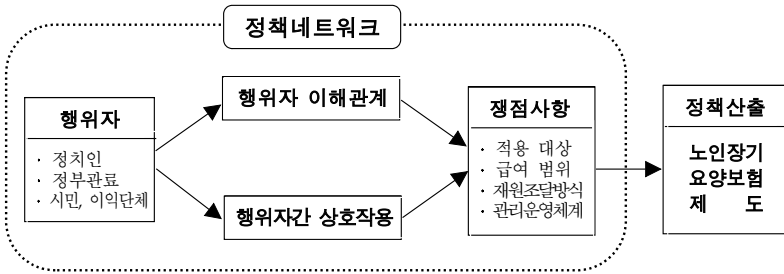 정책네트워크
행위자
· 정치인
· 정부관료
· 시민, 이익단체
행위자 이해관계
행위자간 상호작용
쟁점사항
· 적용 대상
· 급여 범위
· 재원조달방식
· 관리운영체계
정책산출
노인장기
요양보험
제 도